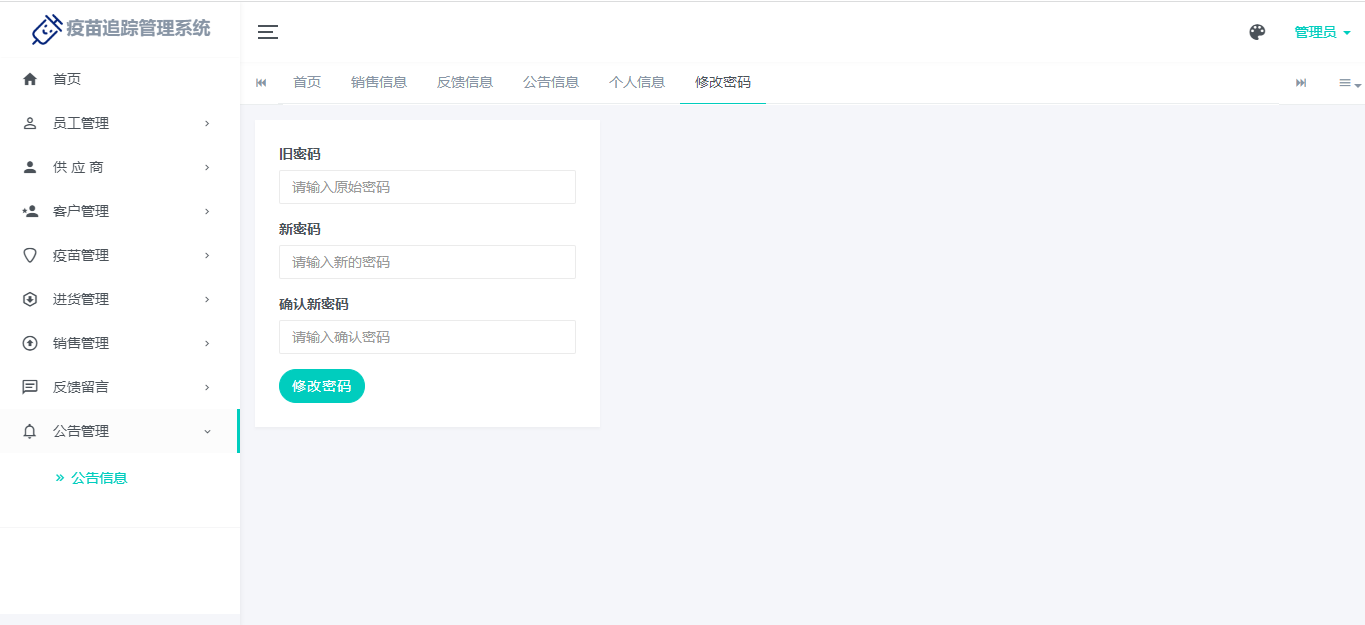 疫苗追踪管理系统
管理员
首页
员工管理
供 应 商
客户管理
疫苗管理
进货管理
销售管理
反馈留言
公告管理
» 公告信息
首页 销售信息 反馈信息 公告信息 个人信息 修改密码
旧密码
请输入原始密码
新密码
请输入新的密码
确认新密码
请输入确认密码
修改密码